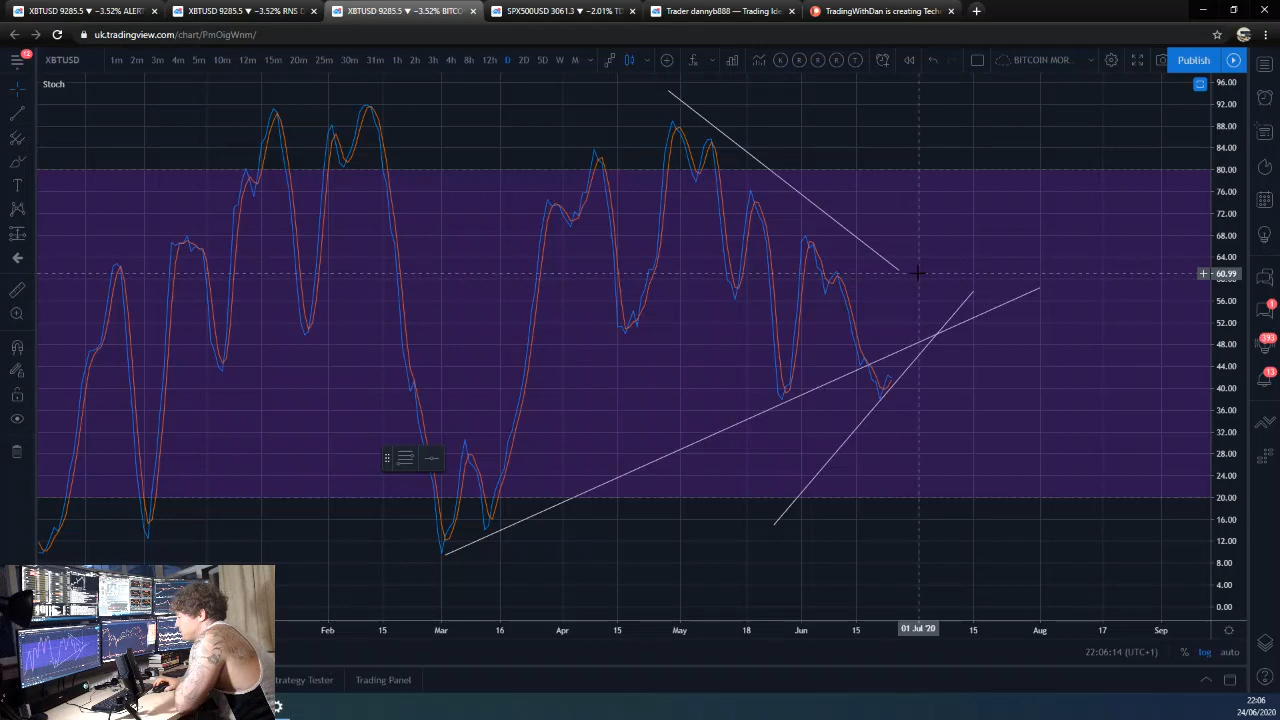 XBTUSD 9285.5 ▼ −3.52% ALERT
XBTUSD 9285.5 ▼ −3.52% RNS D
XBTUSD 9285.5 ▼ −3.52% BITCO
SPX500USD 3061.3 ▼ −2.01% TD
Trader dannyb888 — Trading Ide
TradingWithDan is creating Tech
uk.tradingview.com/chart/PmOigWnm/
12
XBTUSD
1m 2m 3m 4m 5m 10m 15m 20m 25m 30m 31m 1h 2h 3h 4h 8h 12h D 2D 5D W M
K R R R T
BITCOIN MOR
Publish
Stoch
96.00
92.00
88.00
84.00
80.00
76.00
72.00
68.00
64.00
60.99
56.00
52.00
48.00
44.00
40.00
36.00
32.00
28.00
24.00
20.00
16.00
12.00
8.00
4.00
0.00
1
393
13
Feb 15 Mar 16 Apr 15 May 18 Jun 15 01 Jul '20 15 Aug 17 Sep
22:06:14 (UTC+1) % log auto
trategy Tester Trading Panel
22:06
24/06/2020